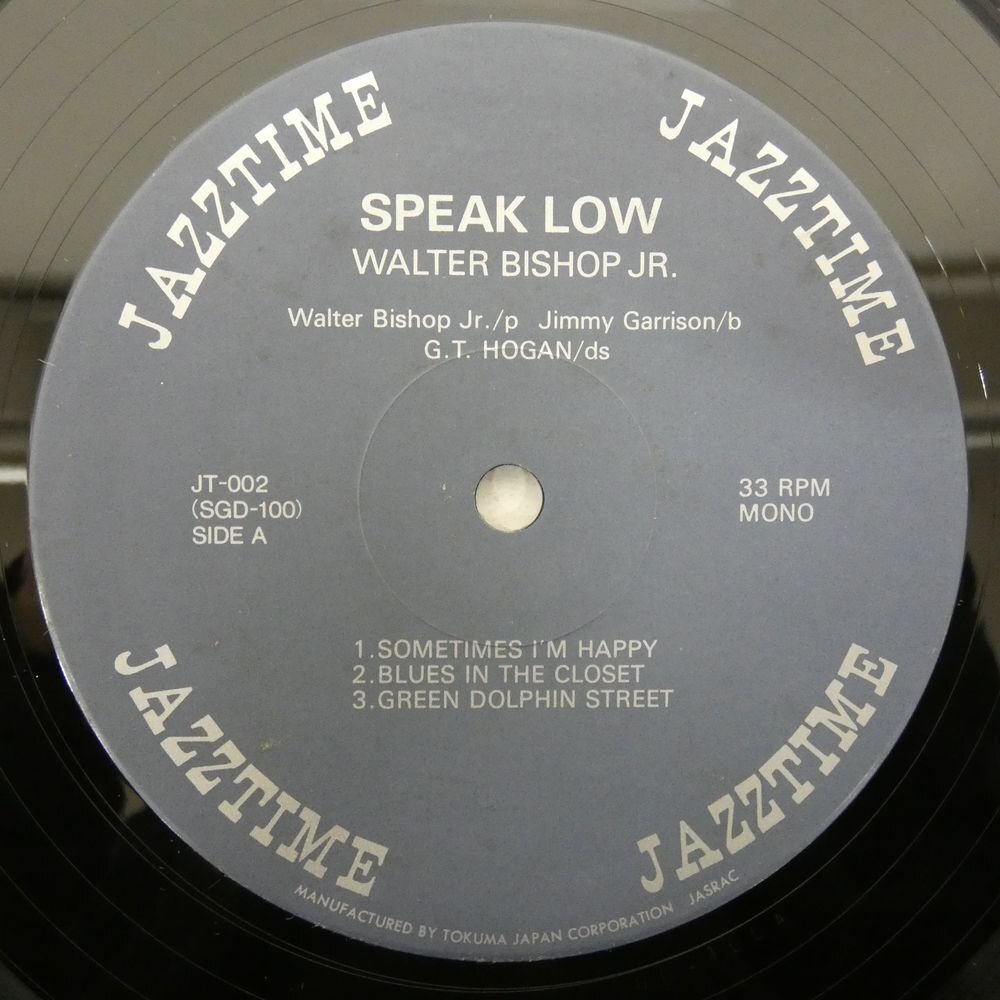 JAZZTIME
JAZZTIME
SPEAK LOW
WALTER BISHOP JR.
Walter Bishop Jr./p Jimmy Garrison/b
G.T. HOGAN/ds
JT-002
(SGD-100)
SIDE A
33 RPM
MONO
1.SOMETIMES I'M HAPPY
2.BLUES IN THE CLOSET
3.GREEN DOLPHIN STREET
JAZZTIME
JAZZTIME
MANUFACTURED BY TOKUMA JAPAN CORPORATION JASRAC